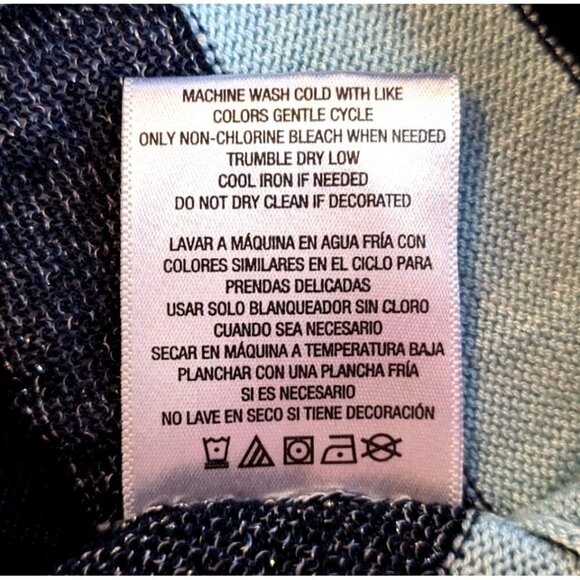 MACHINE WASH COLD WITH LIKE
COLORS GENTLE CYCLE
ONLY NON-CHLORINE BLEACH WHEN NEEDED
TRUMBLE DRY LOW
COOL IRON IF NEEDED
DO NOT DRY CLEAN IF DECORATED
LAVAR A MÁQUINA EN AGUA FRÍA CON
COLORES SIMILARES EN EL CICLO PARA
PRENDAS DELICADAS
USAR SOLO BLANQUEADOR SIN CLORO
CUANDO SEA NECESARIO
SECAR EN MÁQUINA A TEMPERATURA BAJA
PLANCHAR CON UNA PLANCHA FRÍA
SI ES NECESARIO
NO LAVE EN SECO SI TIENE DECORACIÓN